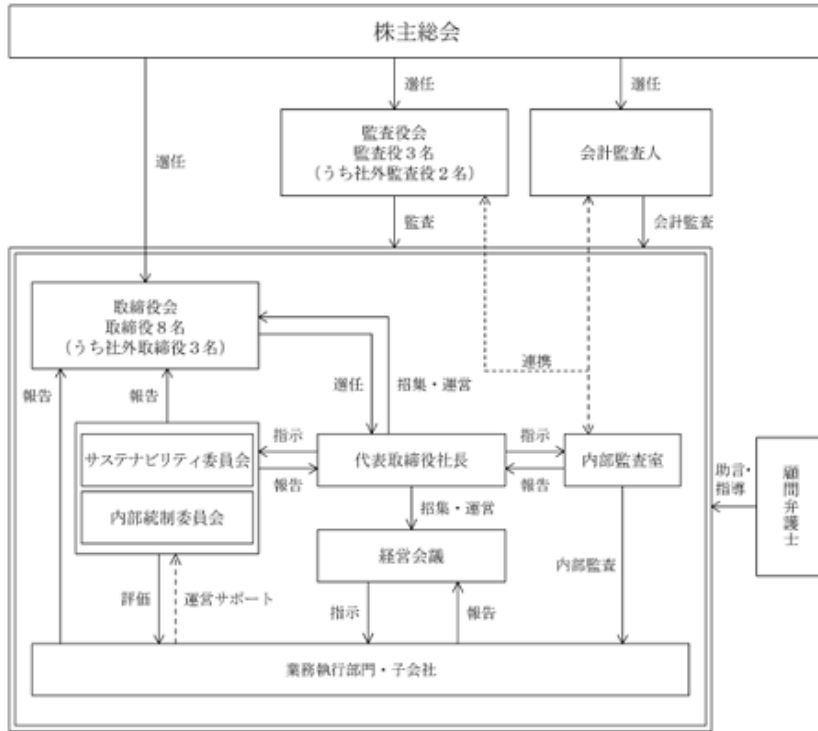 株主総会
選任
選任
選任
監査役会
監査役3名
(うち社外監査役2名)
会計監査人
監査
会計監査
取締役会
取締役8名
(うち社外取締役3名)
連携
報告
報告
選任
招集・運営
指示
指示
サステナビリティ委員会
代表取締役社長
内部監査室
報告
報告
内部統制委員会
招集・運営
助言・
指導
顧問弁護士
経営会議
内部監査
評価
運営サポート
指示
報告
業務執行部門・子会社